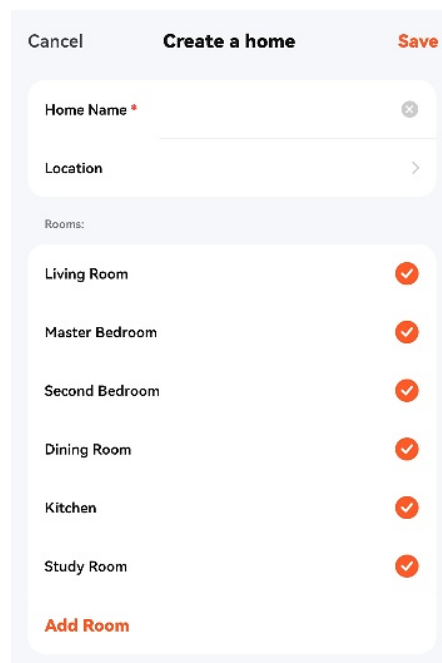 Cancel Create a home Save
Home Name *
Location
Rooms:
Living Room
Master Bedroom
Second Bedroom
Dining Room
Kitchen
Study Room
Add Room